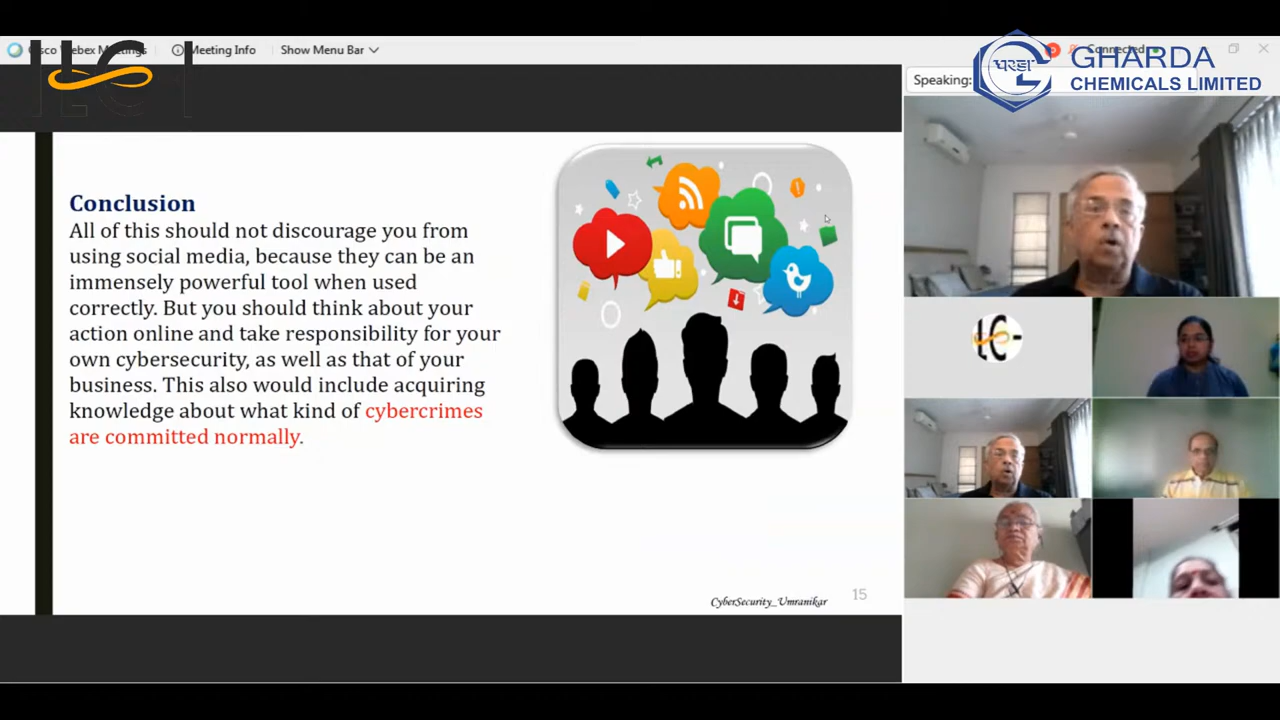 Meeting Info
Show Menu Bar
Connected
घरडा
GHARDA
CHEMICALS LIMITED
Speaking:
Conclusion
All of this should not discourage you from
using social media, because they can be an
immensely powerful tool when used
correctly. But you should think about your
action online and take responsibility for your
own cybersecurity, as well as that of your
business. This also would include acquiring
knowledge about what kind of cybercrimes
are committed normally.
CyberSecurity_Umranikar
15